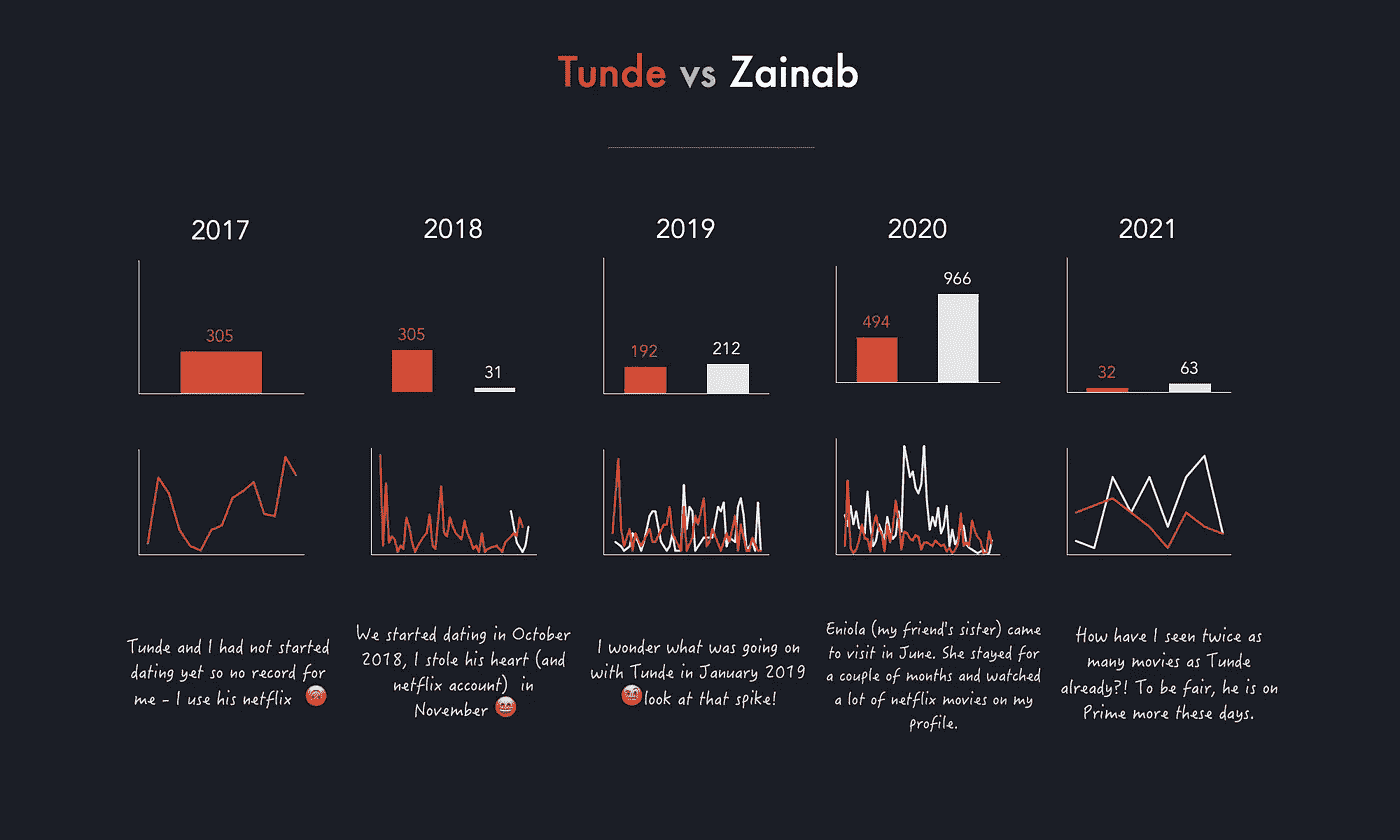 Tunde vs Zainab
2017
2018
2019
2020
2021
305
305
31
192
212
494
966
32
63
Tunde and I had not started
dating yet so no record for
me - I use his netflix
We started dating in October
2018, I stole his heart (and
netflix account) in
November
I wonder what was going on
with Tunde in January 2019
look at that spike!
Eniola (my friend's sister) came
to visit in June. She stayed for
a couple of months and watched
a lot of netflix movies on my
profile.
How have I seen twice as
many movies as Tunde
already?! To be fair, he is on
Prime more these days.